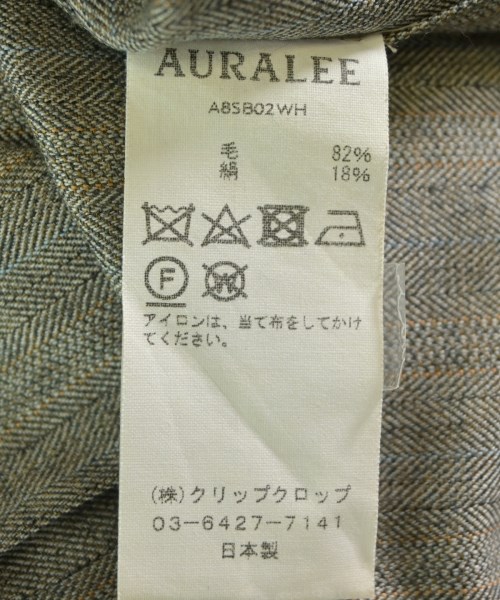 AURALEE
A8SB02WH
毛 82%
絹 18%
F
W
アイロンは、当て布をしてかけ
てください。
(株)クリップクロップ
03-6427-7141
日本製